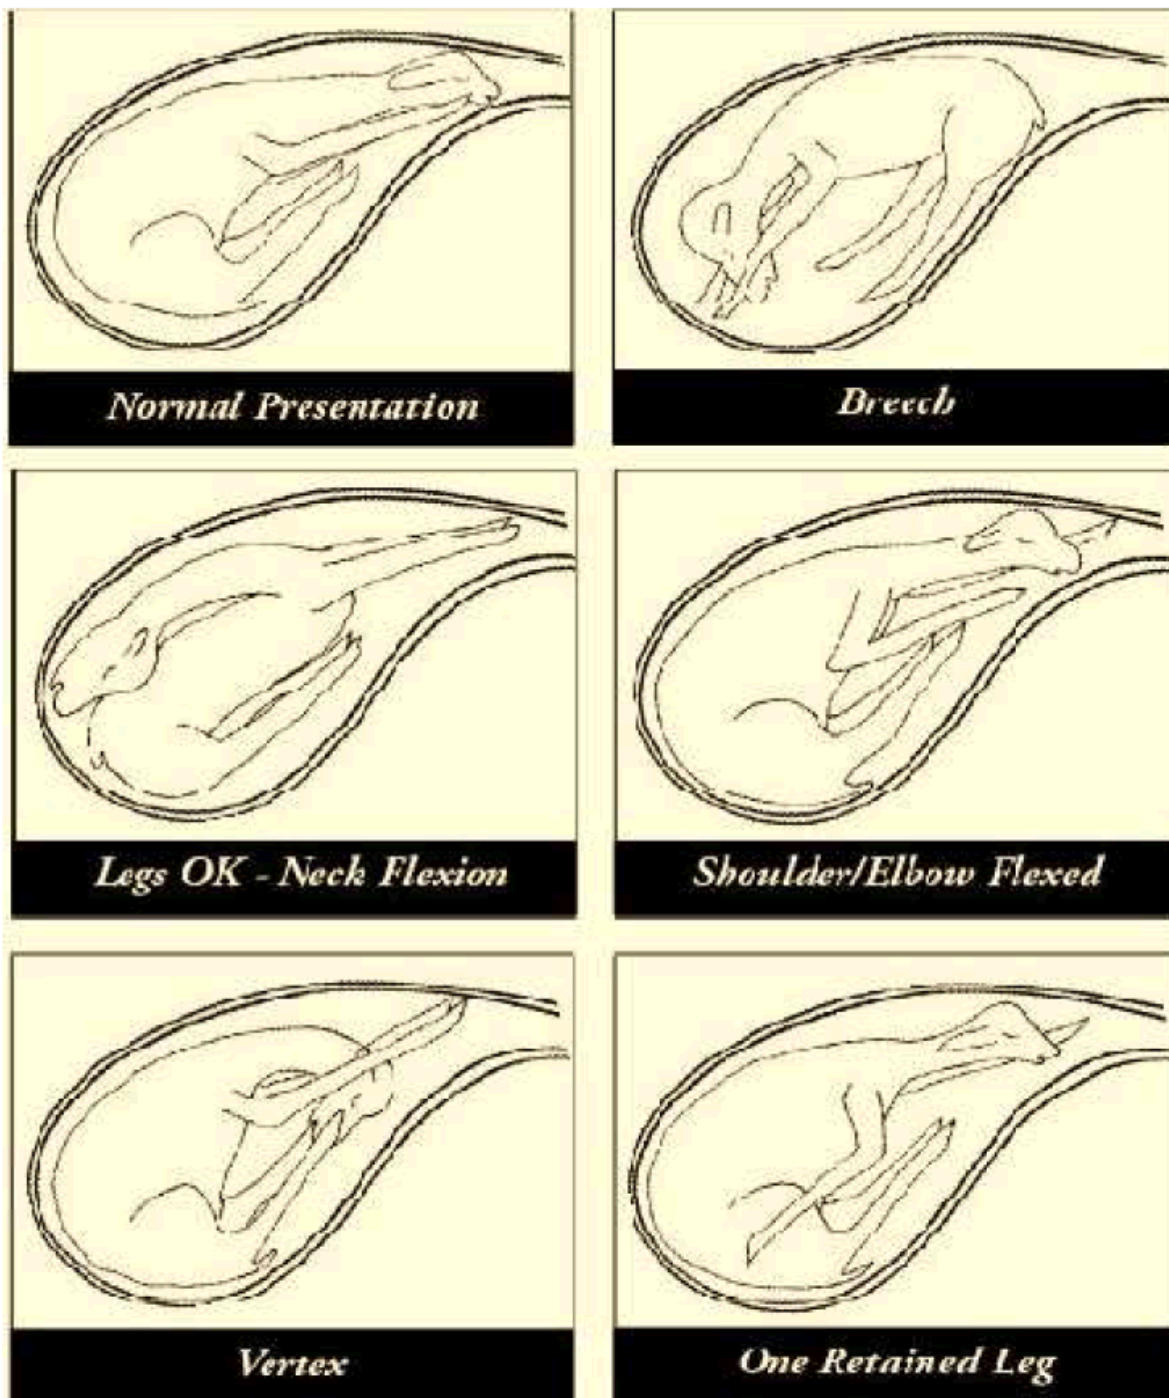 Normal Presentation
Breech
Legs OK - Neck Flexion
Shoulder/Elbow Flexed
Vertex
One Retained Leg